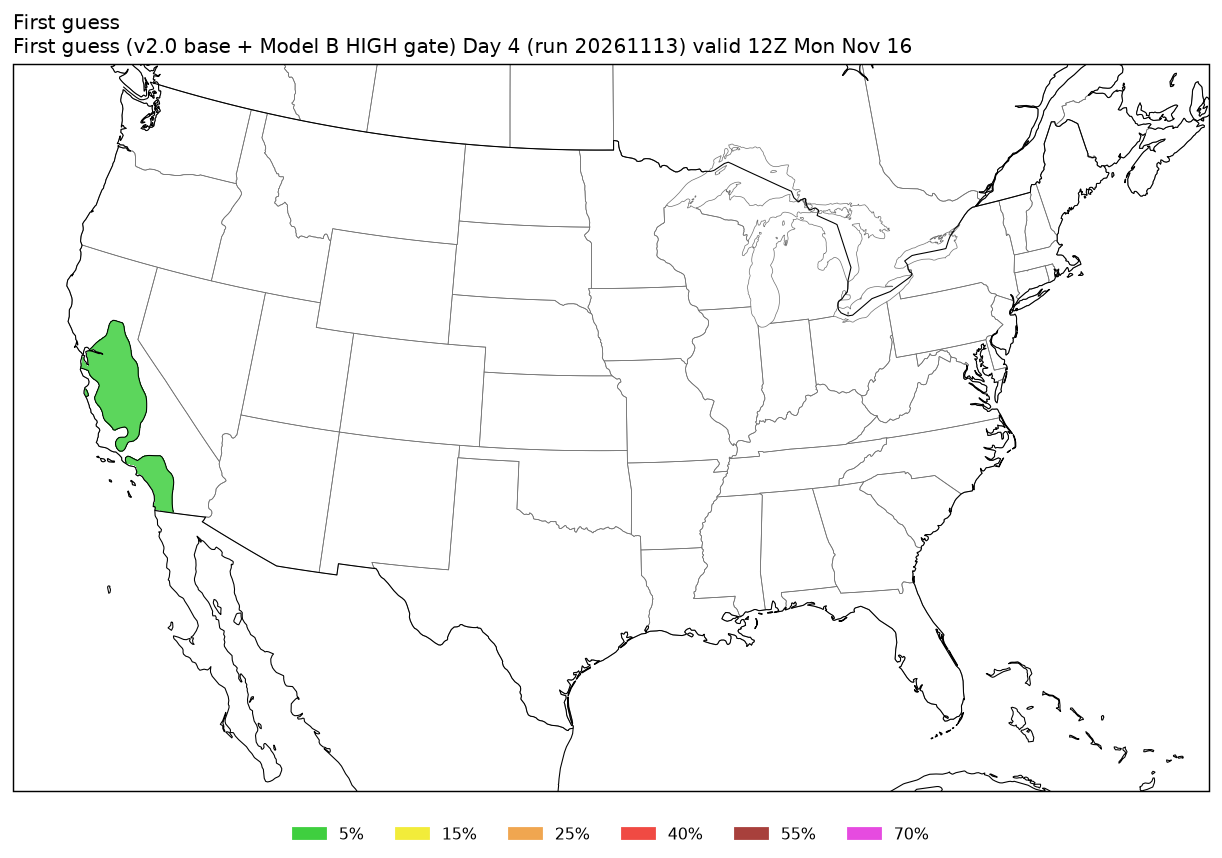 First guess
First guess (v2.0 base + Model B HIGH gate) Day 4 (run 20261113) valid 12Z Mon Nov 16
5% 15% 25% 40% 55% 70%